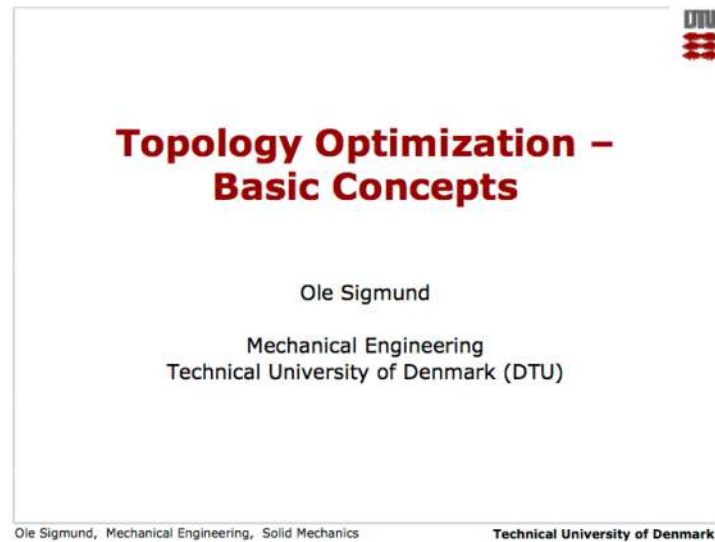 DTU
Topology Optimization –
Basic Concepts
Ole Sigmund
Mechanical Engineering
Technical University of Denmark (DTU)
Ole Sigmund, Mechanical Engineering, Solid Mechanics
Technical University of Denmark